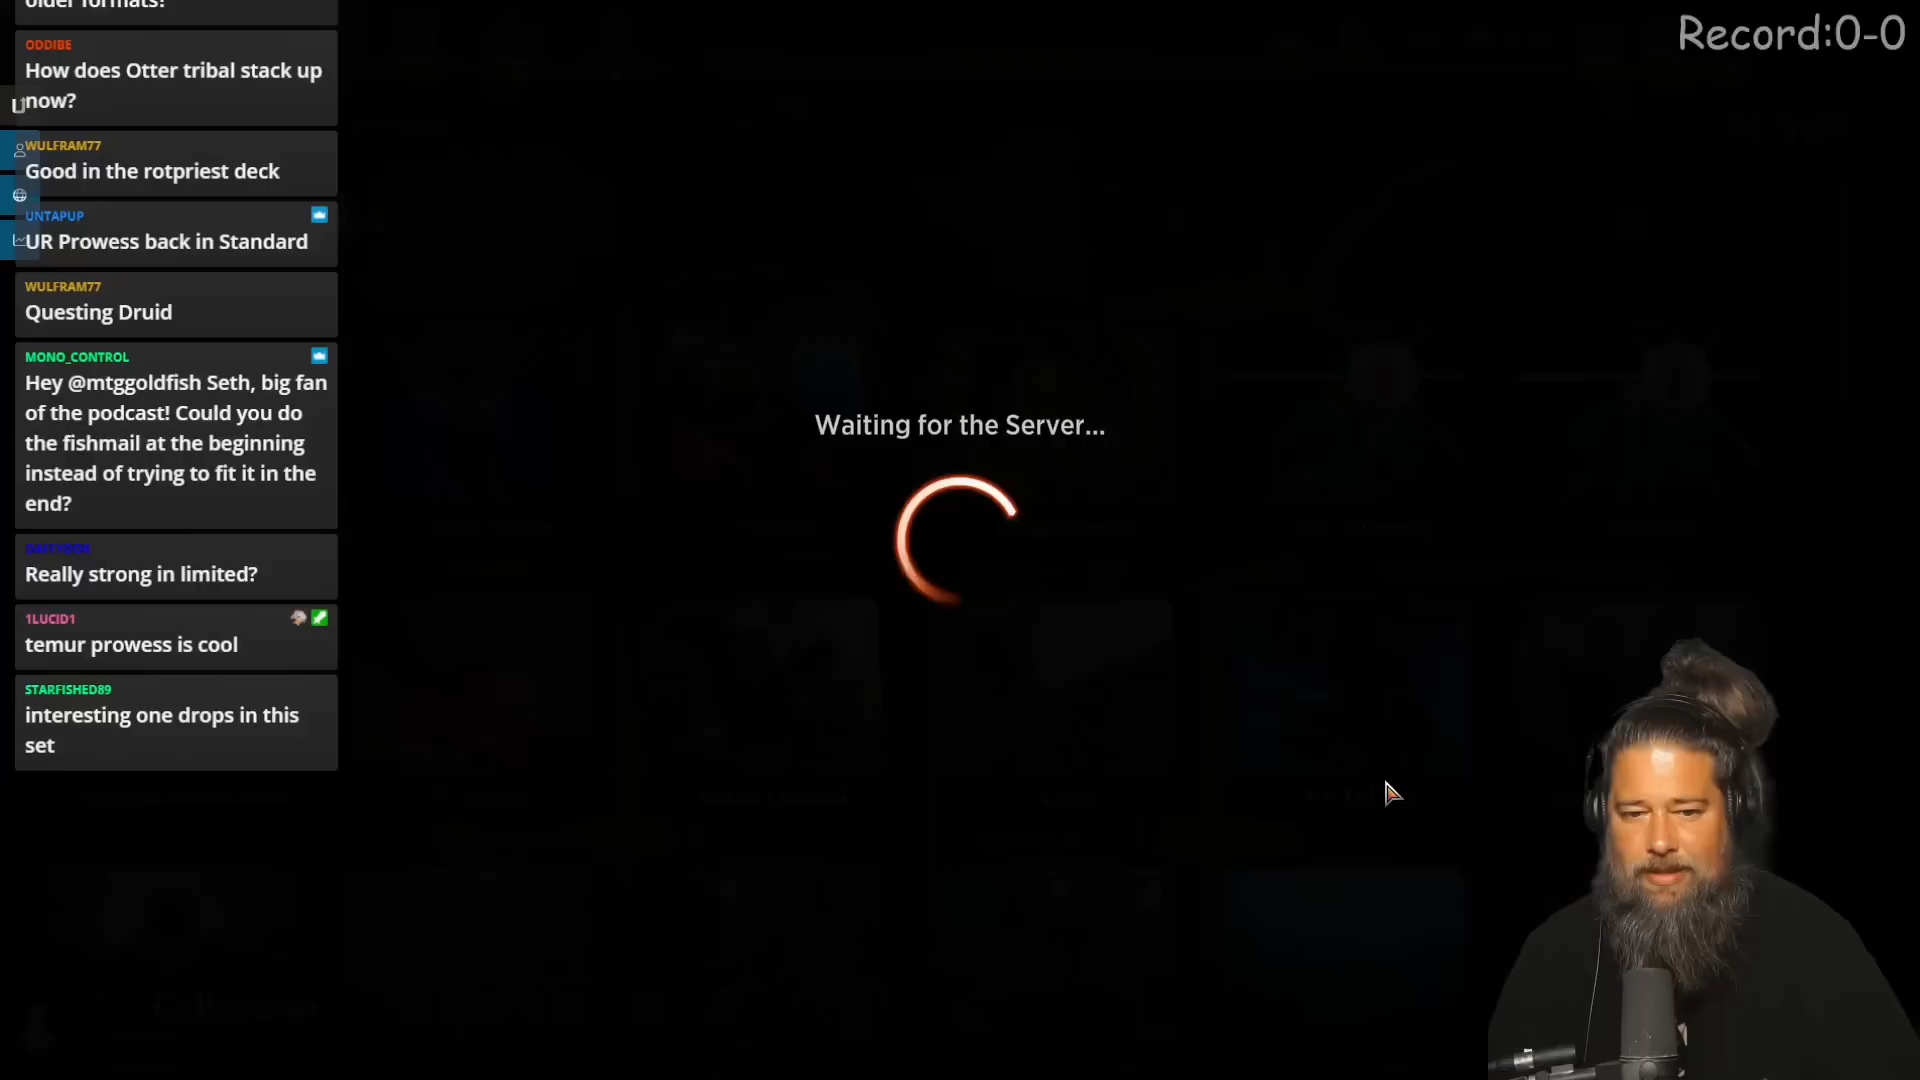 older formats?
Record:0-0
ODDIBE
How does Otter tribal stack up
now?
WULFRAM77
Good in the rotpriest deck
UNTAPUP
UR Prowess back in Standard
WULFRAM77
Questing Druid
MONO_CONTROL
Hey @mtggoldfish Seth, big fan
of the podcast! Could you do
the fishmail at the beginning
instead of trying to fit it in the
end?
Really strong in limited?
1LUCID1
temur prowess is cool
STARFISHED89
interesting one drops in this
set
Waiting for the Server...